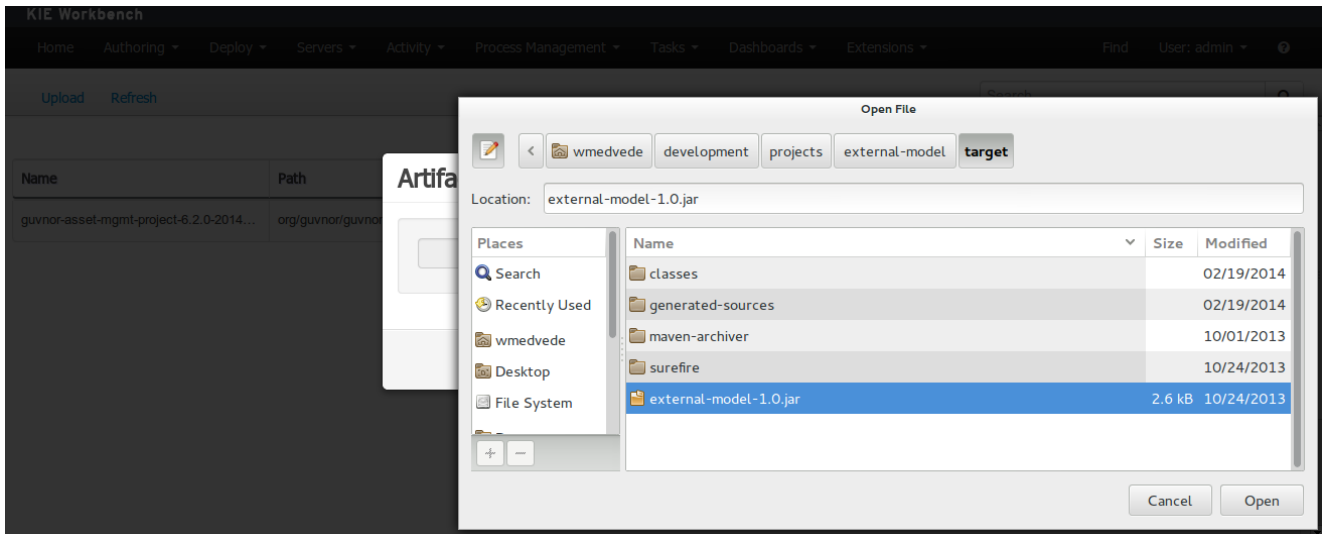 KIE Workbench
Home Authoring Deploy Servers Activity Process Management Tasks Dashboards Extensions Find User: admin
Upload Refresh Search
Open File
wmedvede development projects external-model target
Name Path Artifa
Location: external-model-1.0.jar
guvnor-asset-mgmt-project-6.2.0-2014... org/guvnor/guvnor
Places Name Size Modified
Search classes 02/19/2014
Recently Used generated-sources 02/19/2014
wmedvede maven-archiver 10/01/2013
Desktop surefire 10/24/2013
File System external-model-1.0.jar 2.6 kB 10/24/2013
+ −
Cancel Open